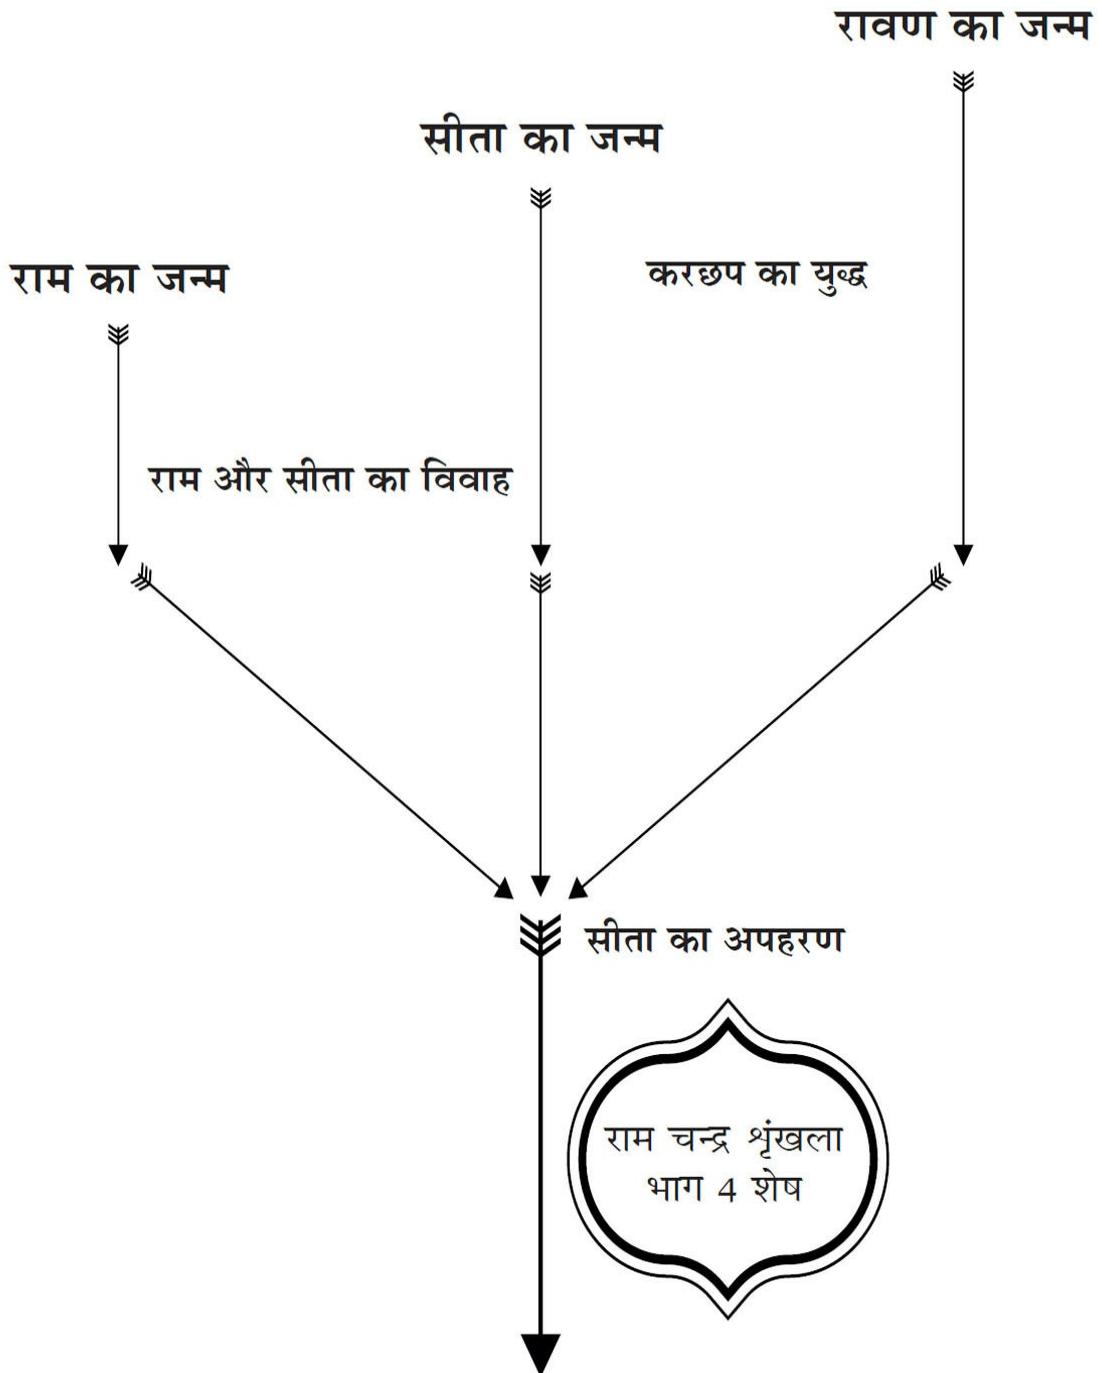 रावण का जन्म
सीता का जन्म
राम का जन्म
करछप का युद्ध
राम और सीता का विवाह
सीता का अपहरण
राम चन्द्र शृंखला
भाग 4 शेष